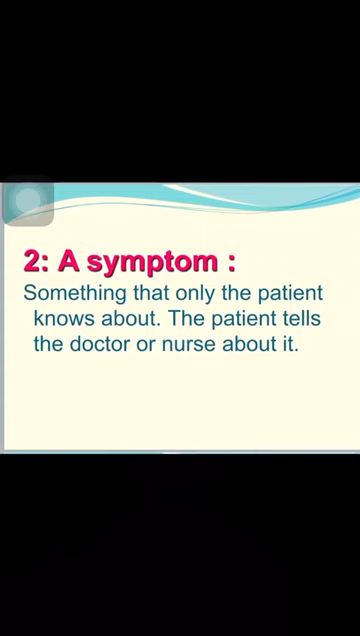 2: A symptom :
Something that only the patient
knows about. The patient tells
the doctor or nurse about it.